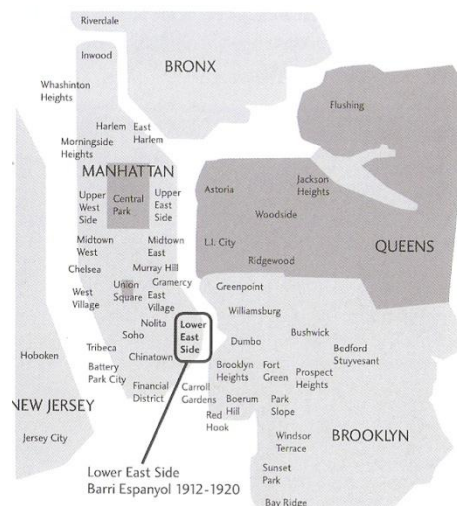 Riverdale
Inwood
BRONX
Whashinton
Heights
Flushing
Harlem
East
Harlem
Morningside
Heights
MANHATTAN
Jackson
Heights
Astoria
Upper
West
Side
Central
Park
Upper
East
Side
Woodside
L.I. City
QUEENS
Midtown
West
Midtown
East
Ridgewood
Chelsea
Murray Hill
Gramercy
Union
Square
Greenpoint
West
Village
East
Village
Williamsburg
Nolita
Lower
East
Side
Soho
Bushwick
Tribeca
Dumbo
Bedford
Stuyvesant
Hoboken
Chinatown
Battery
Park City
Brooklyn
Heights
Fort
Green
Prospect
Heights
Financial
District
Carroll
Gardens
Boerum
Hill
Park
Slope
NEW JERSEY
Red
Hook
Jersey City
Windsor
Terrace
BROOKLYN
Sunset
Park
Lower East Side
Barri Espanyol 1912-1920
Bay Ridge